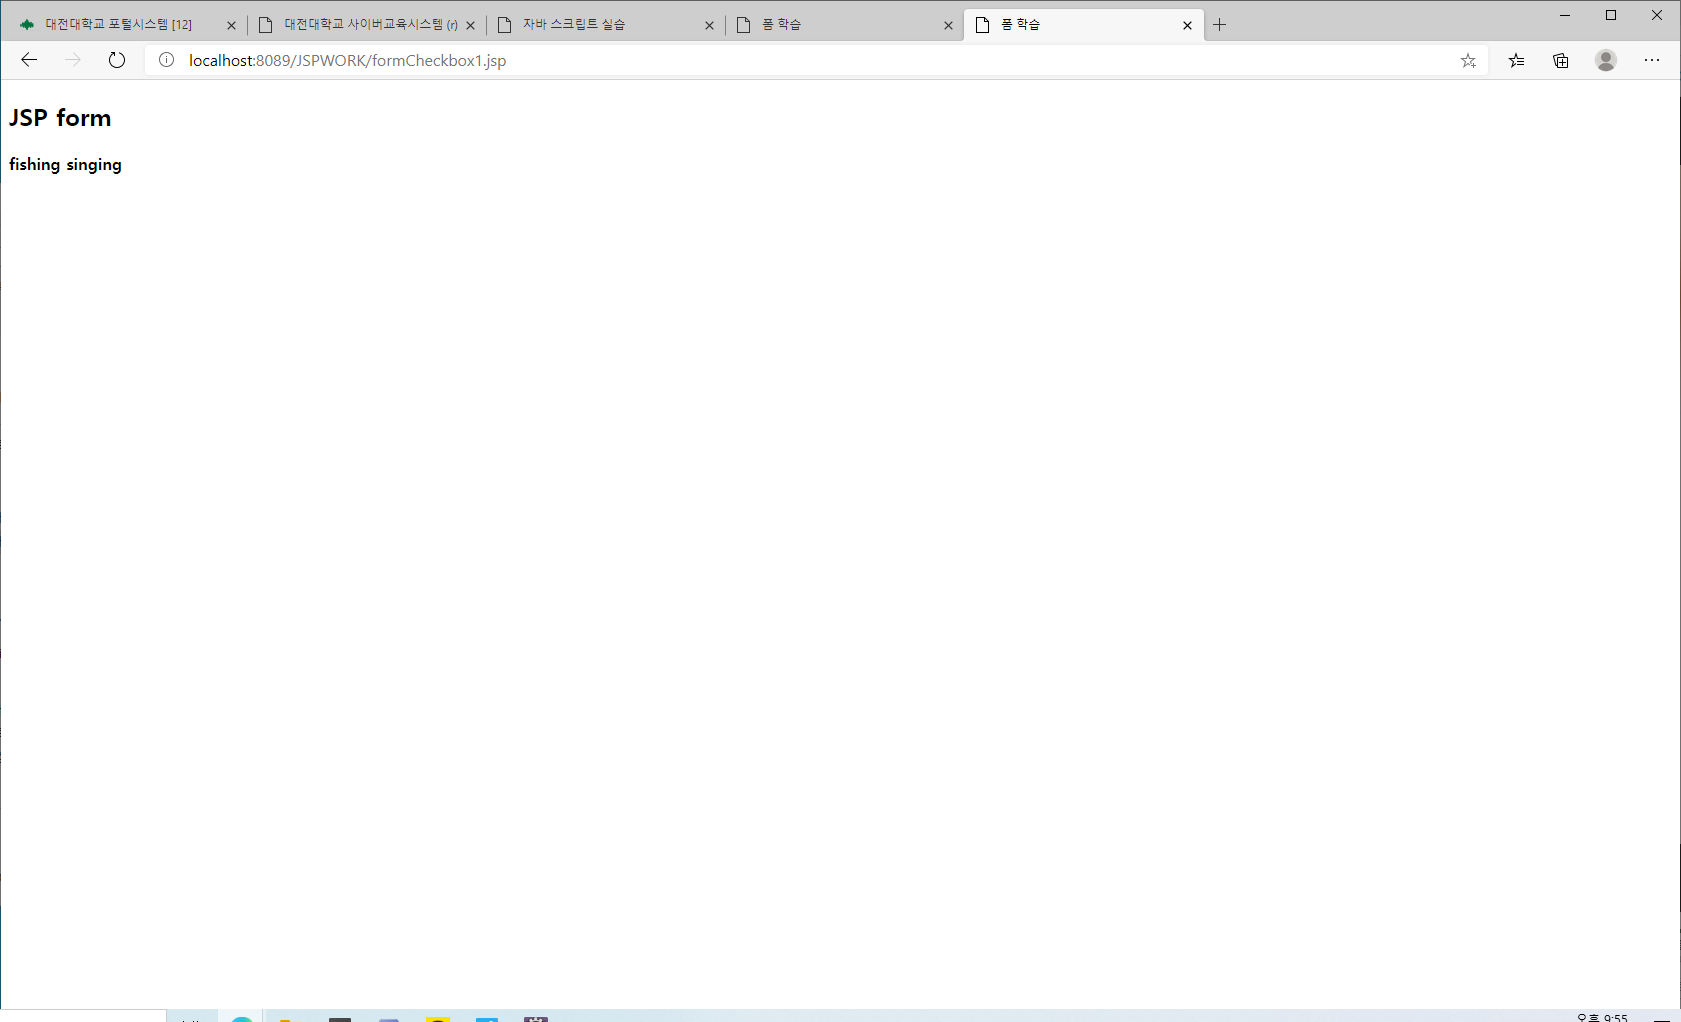 대전대학교 포털시스템 [12]
대전대학교 사이버교육시스템 (r)
자바 스크립트 실습
폼 학습
폼 학습
localhost:8089/JSPWORK/formCheckbox1.jsp
JSP form
fishing singing
오후 9:55